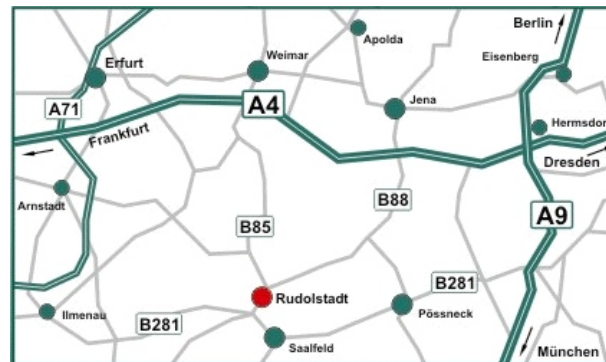 Berlin
Apolda
Weimar
Eisenberg
Erfurt
A71
A4
Jena
Hermsdor
Frankfurt
Dresden
Arnstadt
B88
A9
B85
B281
Rudolstadt
Ilmenau
B281
Pössneck
Saalfeld
München